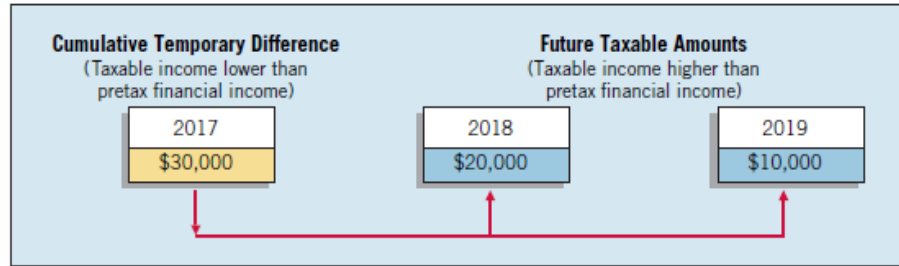 Cumulative Temporary Difference
(Taxable income lower than
pretax financial income)
Future Taxable Amounts
(Taxable income higher than
pretax financial income)
2017
2018
2019
$30,000
$20,000
$10,000